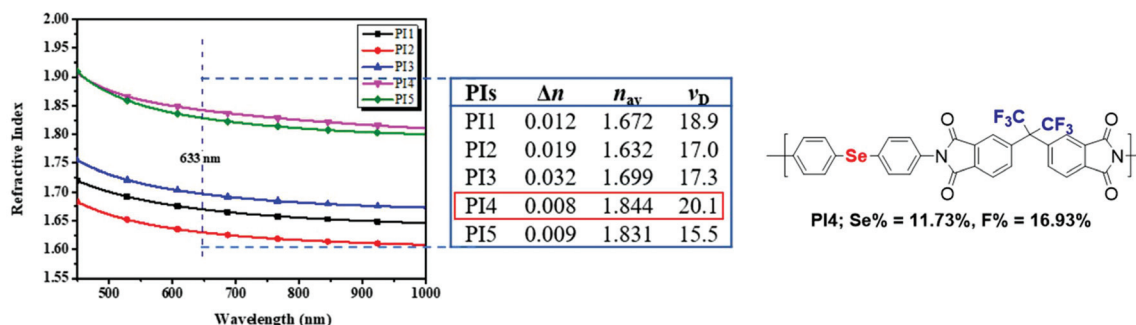 2.00
1.95
1.90
1.85
1.80
1.75
1.70
1.65
1.60
1.55
Refractive Index
500 600 700 800 900 1000
Wavelength (nm)
633 nm
PI1
PI2
PI3
PI4
PI5
PIs Δn nav νD
PI1 0.012 1.672 18.9
PI2 0.019 1.632 17.0
PI3 0.032 1.699 17.3
PI4 0.008 1.844 20.1
PI5 0.009 1.831 15.5
F₃C CF₃
O O O O
Se N N
PI4; Se% = 11.73%, F% = 16.93%